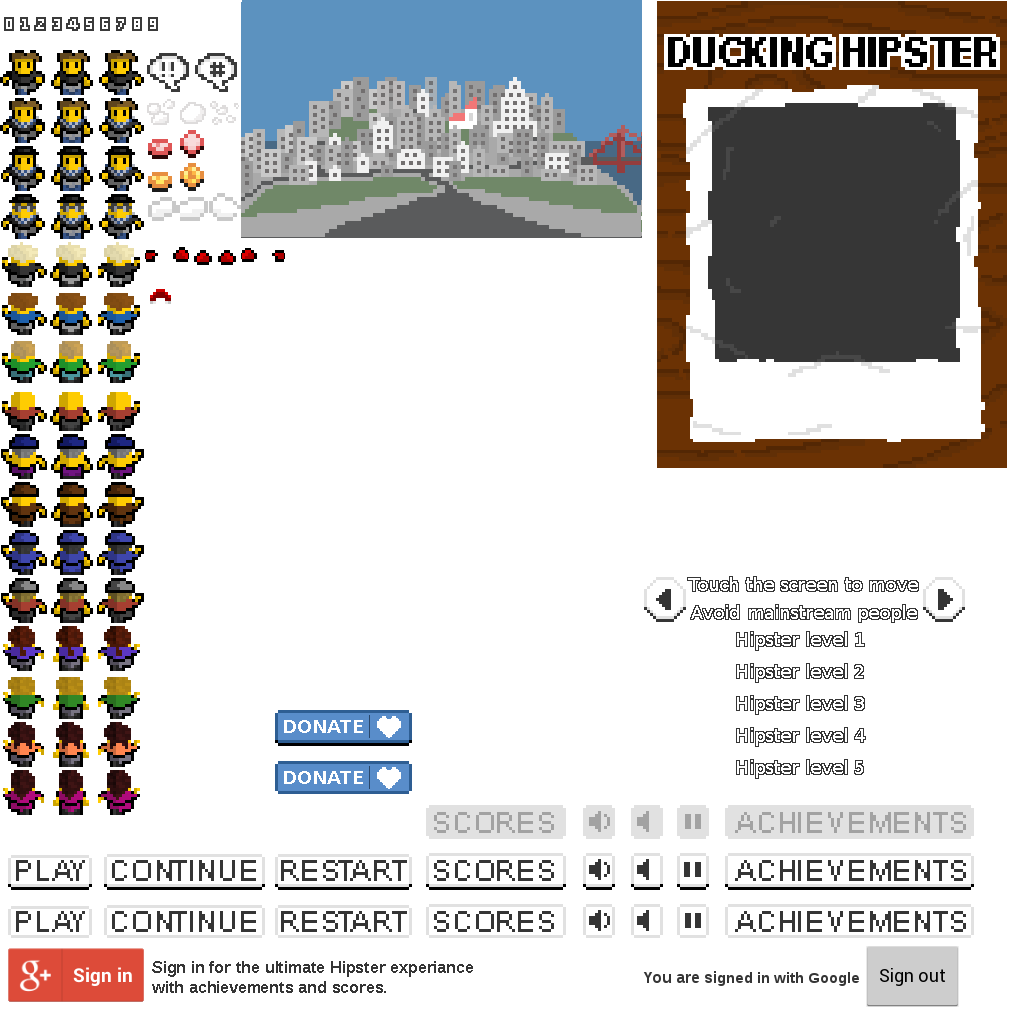 0123456789
!!
#
DUCKING HIPSTER
Touch the screen to move
Avoid mainstream people
Hipster level 1
Hipster level 2
Hipster level 3
Hipster level 4
Hipster level 5
DONATE
DONATE
SCORES ACHIEVEMENTS
PLAY CONTINUE RESTART SCORES ACHIEVEMENTS
PLAY CONTINUE RESTART SCORES ACHIEVEMENTS
g+ Sign in
Sign in for the ultimate Hipster experiance
with achievements and scores.
You are signed in with Google
Sign out